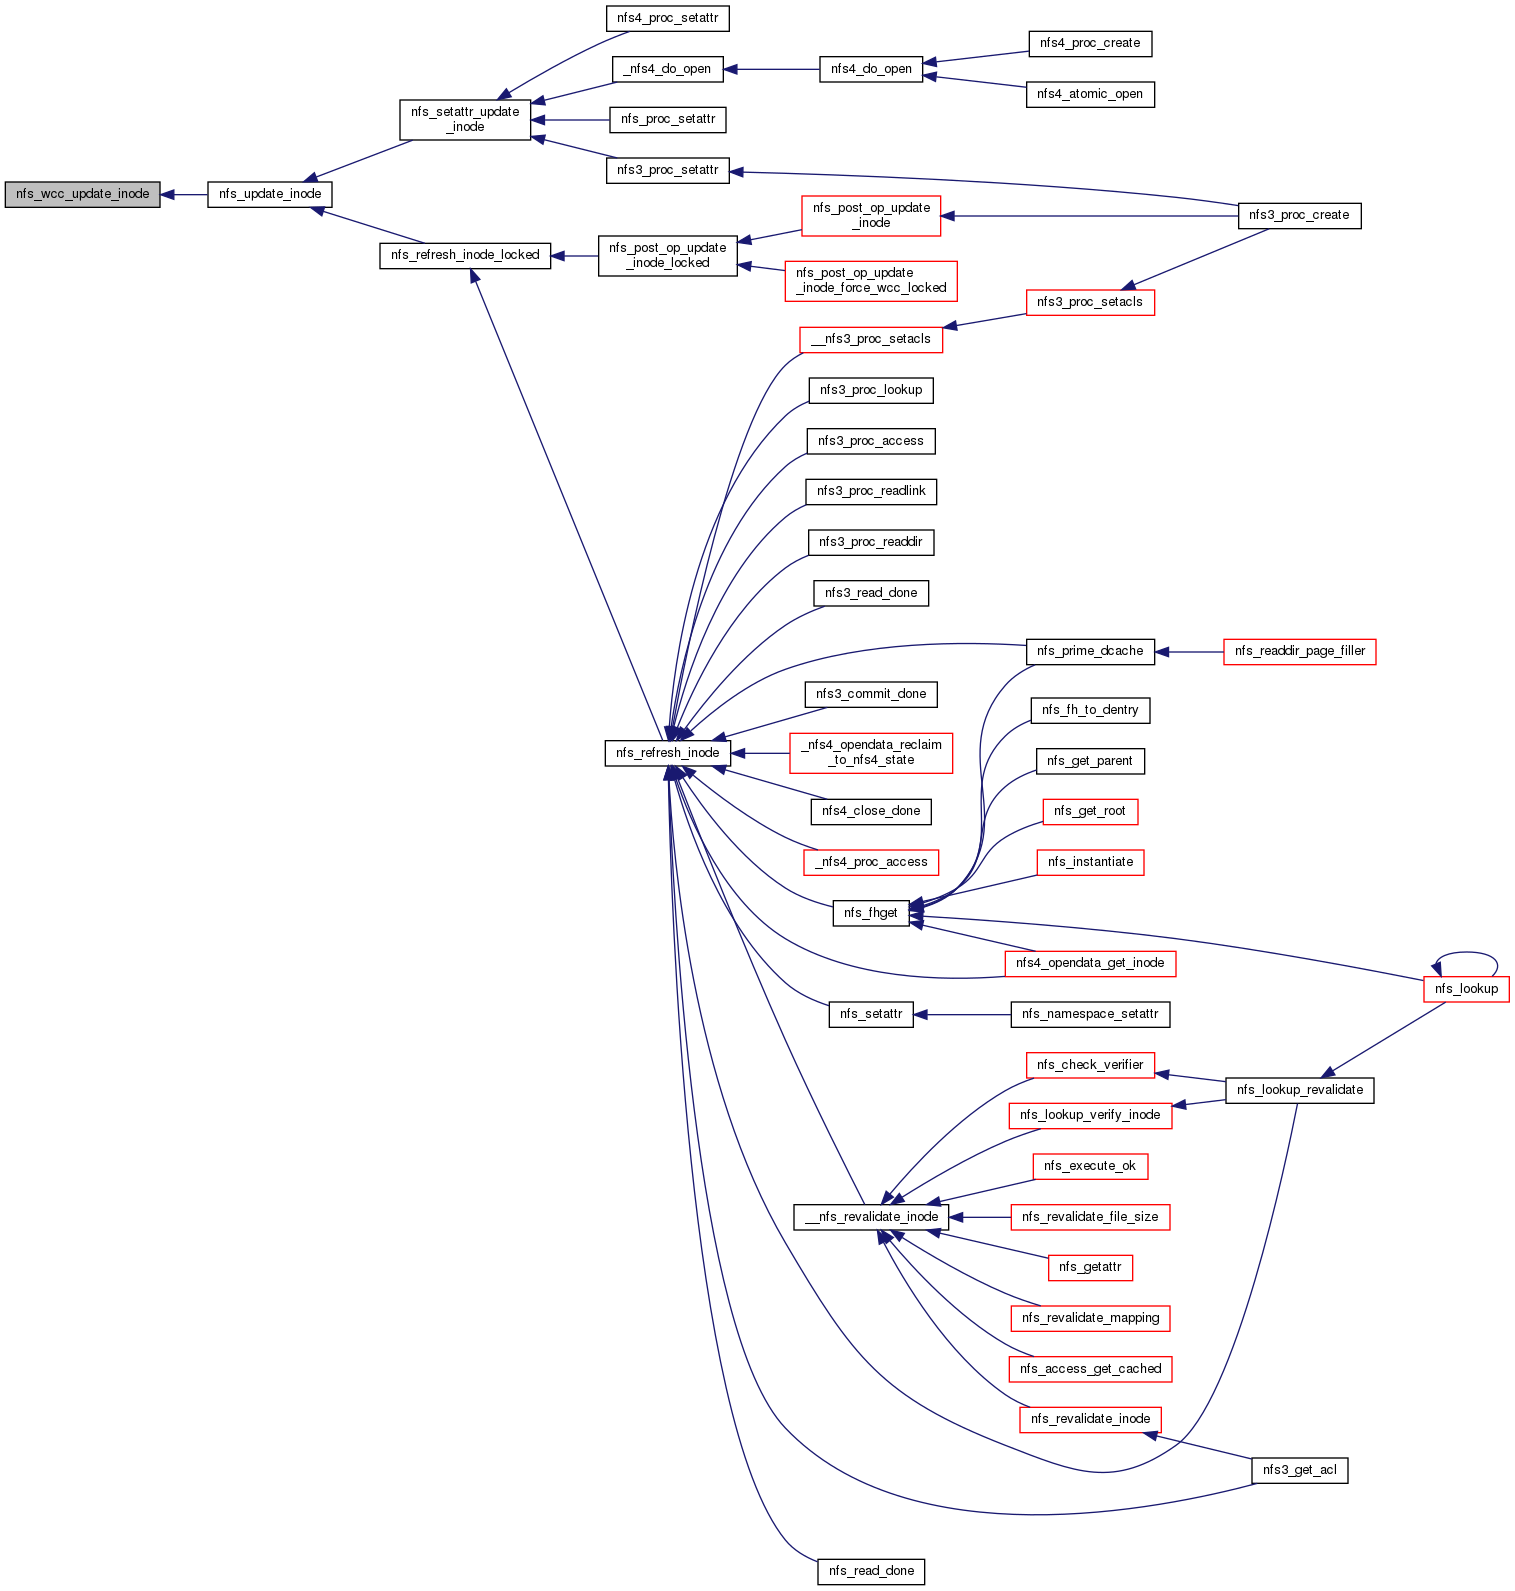 nfs4_proc_setattr
_nfs4_do_open
nfs4_do_open
nfs4_proc_create
nfs4_atomic_open
nfs_setattr_update
_inode
nfs_proc_setattr
nfs3_proc_setattr
nfs_wcc_update_inode
nfs_update_inode
nfs_post_op_update
_inode
nfs3_proc_create
nfs_refresh_inode_locked
nfs_post_op_update
_inode_locked
nfs_post_op_update
_inode_force_wcc_locked
nfs3_proc_setacls
__nfs3_proc_setacls
nfs3_proc_lookup
nfs3_proc_access
nfs3_proc_readlink
nfs3_proc_readdir
nfs3_read_done
nfs_prime_dcache
nfs_readdir_page_filler
nfs3_commit_done
nfs_fh_to_dentry
nfs_refresh_inode
_nfs4_opendata_reclaim
_to_nfs4_state
nfs_get_parent
nfs4_close_done
nfs_get_root
_nfs4_proc_access
nfs_instantiate
nfs_fhget
nfs4_opendata_get_inode
nfs_lookup
nfs_setattr
nfs_namespace_setattr
nfs_check_verifier
nfs_lookup_revalidate
nfs_lookup_verify_inode
nfs_execute_ok
__nfs_revalidate_inode
nfs_revalidate_file_size
nfs_getattr
nfs_revalidate_mapping
nfs_access_get_cached
nfs_revalidate_inode
nfs3_get_acl
nfs_read_done